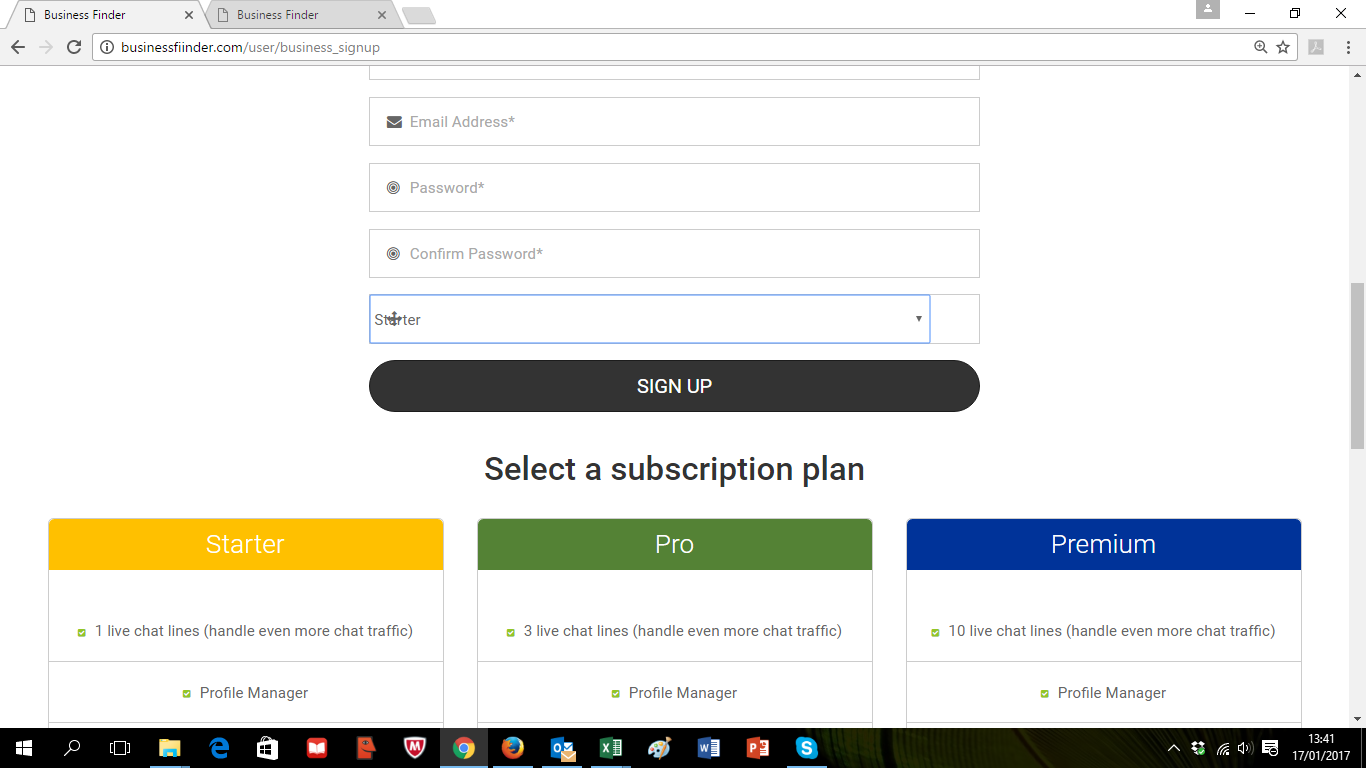 Business Finder
Business Finder
businessfiinder.com/user/business_signup
Email Address*
Password*
Confirm Password*
Starter
SIGN UP
Select a subscription plan
Starter
Pro
Premium
1 live chat lines (handle even more chat traffic)
3 live chat lines (handle even more chat traffic)
10 live chat lines (handle even more chat traffic)
Profile Manager
Profile Manager
Profile Manager
13:41
17/01/2017